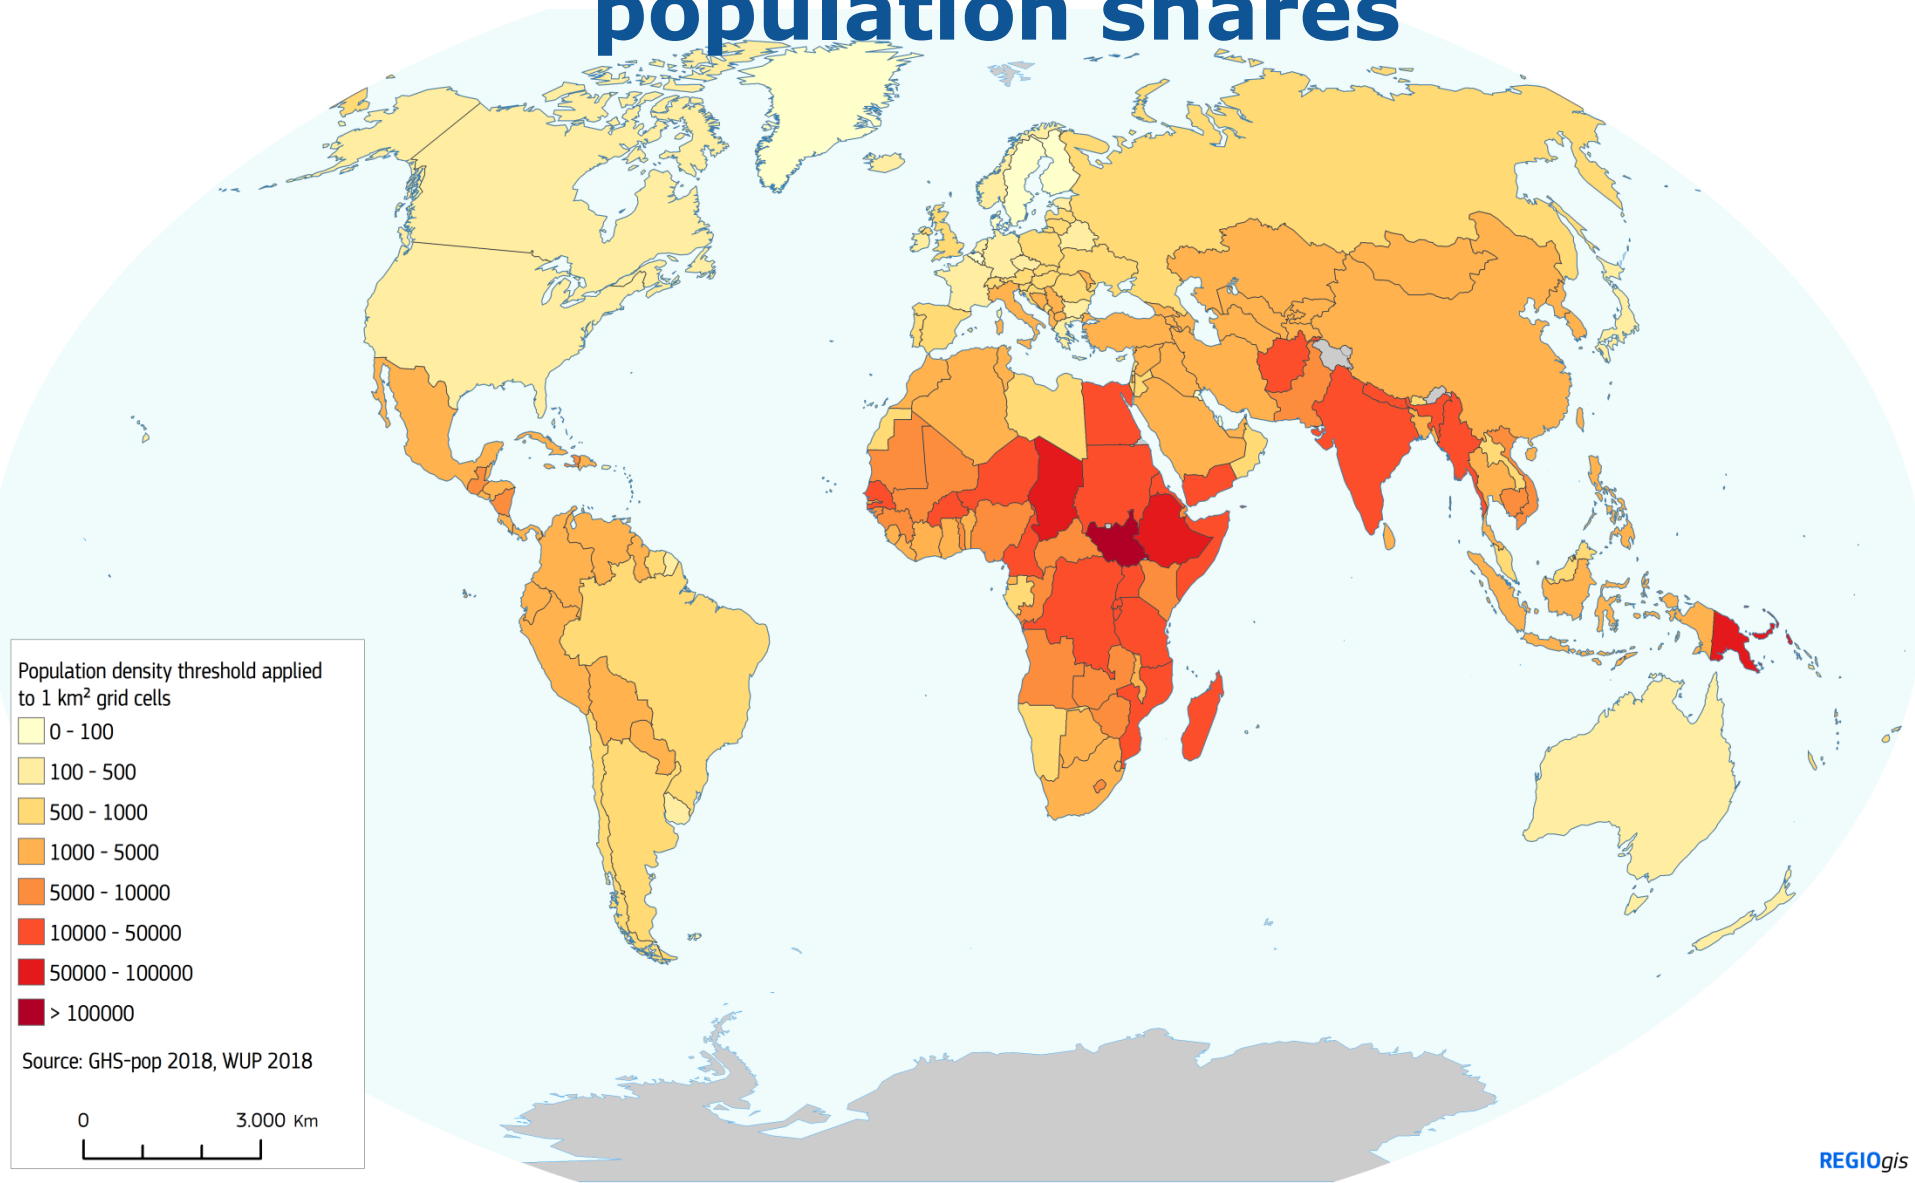 population shares
Population density threshold applied
to 1 km² grid cells
0 - 100
100 - 500
500 - 1000
1000 - 5000
5000 - 10000
10000 - 50000
50000 - 100000
> 100000
Source: GHS-pop 2018, WUP 2018
0 3.000 Km
REGIOgis